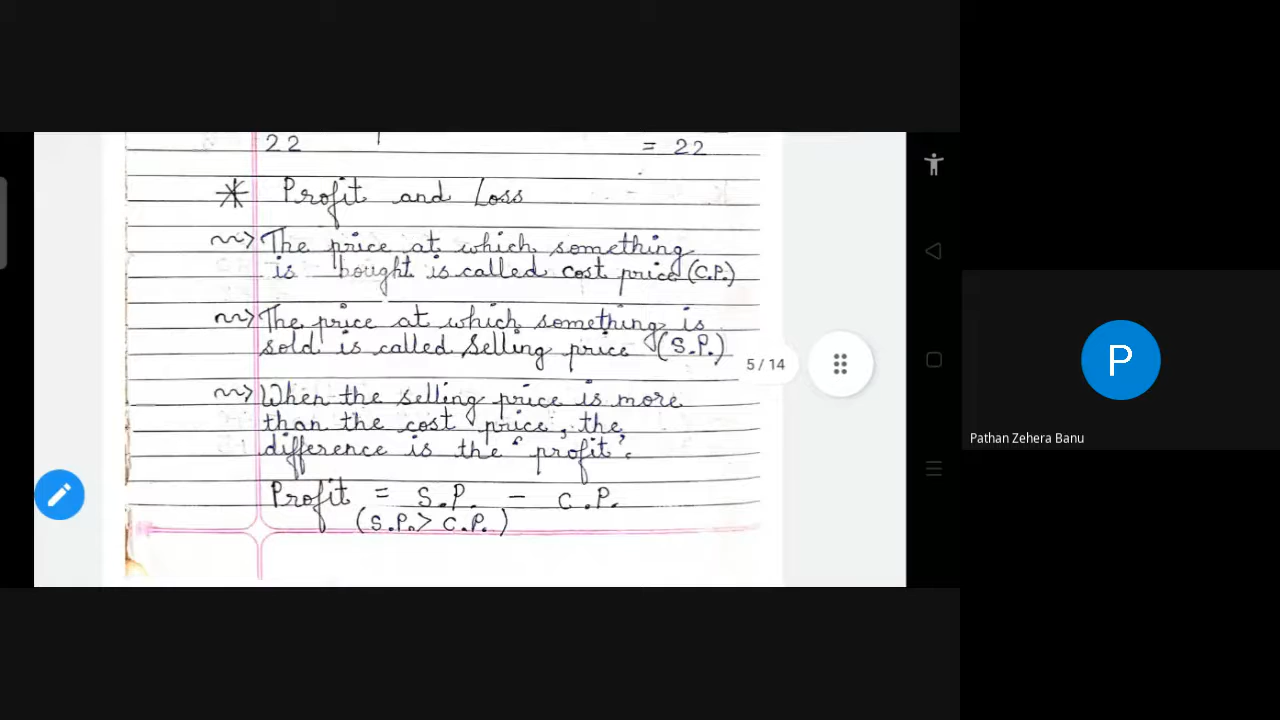 22
= 22
* Profit and Loss
The price at which something
is bought is called cost price (C.P.)
The price at which something is
sold is called Selling price (S.P.)
5 / 14
When the selling price is more
than the cost price, the
difference is the 'profit'.
Profit = S.P. - C.P.
(S.P. > C.P.)
P
Pathan Zehera Banu